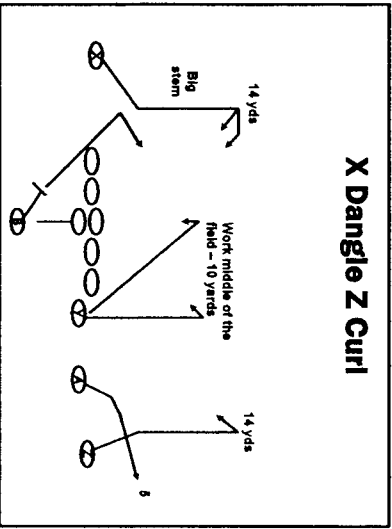 X Dangle Z Curl
14 yds
Big
stem
Work middle of the
field – 10 yards
14 yds
X
B
Y
A
Z
5